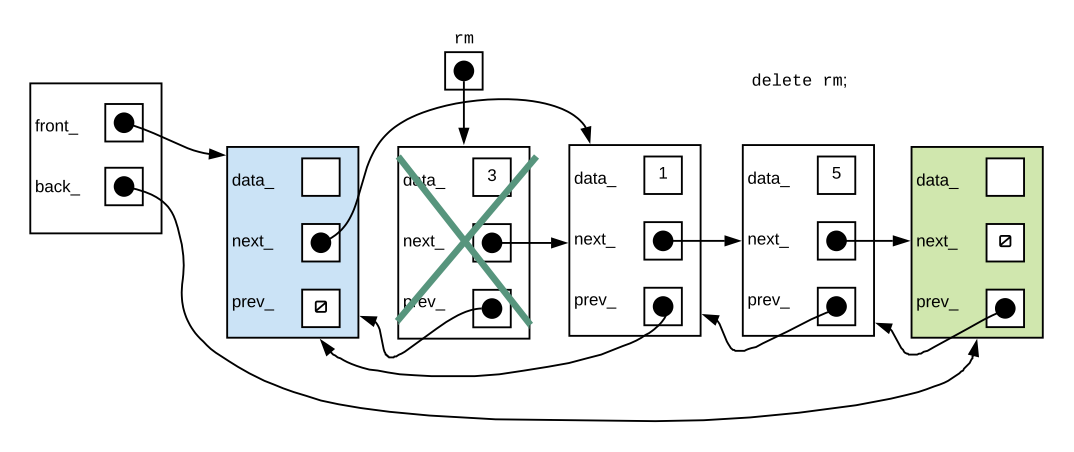 rm
delete rm;
front_
back_
data_
next_
prev_
data_ 3
next_
prev_
data_ 1
next_
prev_
data_ 5
next_
prev_
data_
next_
prev_